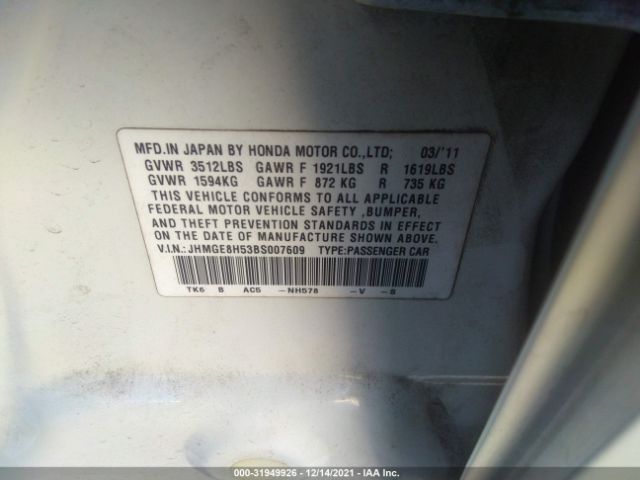 MFD.IN JAPAN BY HONDA MOTOR CO.,LTD; 03/'11
GVWR 3512LBS GAWR F 1921LBS R 1619LBS
GVWR 1594KG GAWR F 872 KG R 735 KG
THIS VEHICLE CONFORMS TO ALL APPLICABLE
FEDERAL MOTOR VEHICLE SAFETY ,BUMPER,
AND THEFT PREVENTION STANDARDS IN EFFECT
ON THE DATE OF MANUFACTURE SHOWN ABOVE.
V.I.N.: JHMGE8H53BS007609 TYPE:PASSENGER CAR
TK6 B AC5 -NH578 -V -S
000-31949926 - 12/14/2021 - IAA Inc.